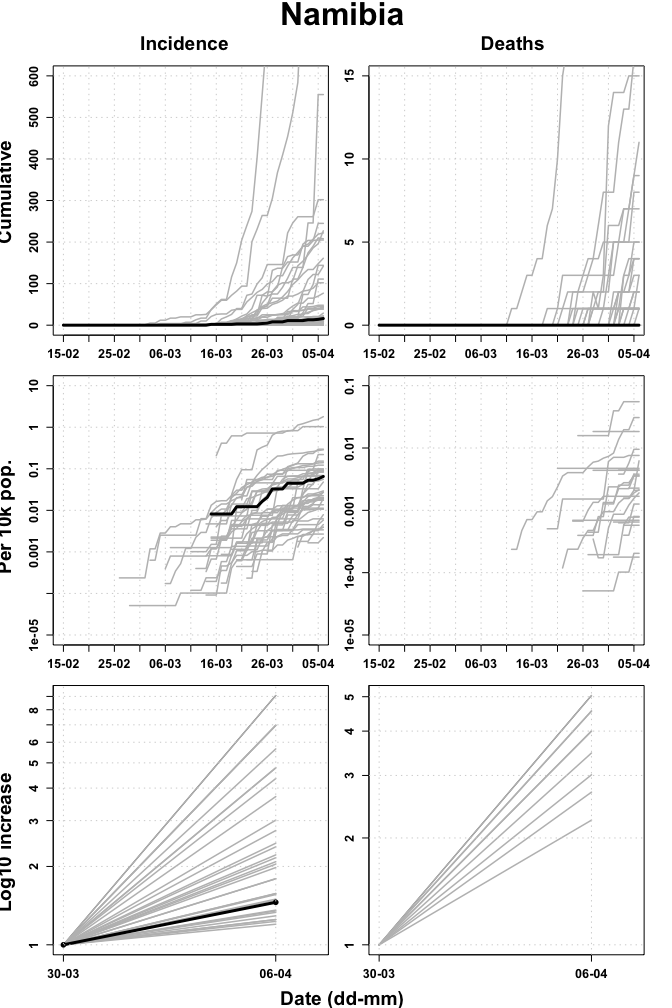 Namibia
Incidence Deaths
Cumulative
600
500
400
300
200
100
0
15-02 25-02 06-03 16-03 26-03 05-04
15
10
5
0
15-02 25-02 06-03 16-03 26-03 05-04
Per 10k pop.
10
1
0.1
0.01
0.001
1e-05
15-02 25-02 06-03 16-03 26-03 05-04
0.1
0.01
0.001
1e-04
1e-05
15-02 25-02 06-03 16-03 26-03 05-04
Log10 increase
8
6
5
4
3
2
1
30-03 06-04
5
4
3
2
1
30-03 06-04
Date (dd-mm)